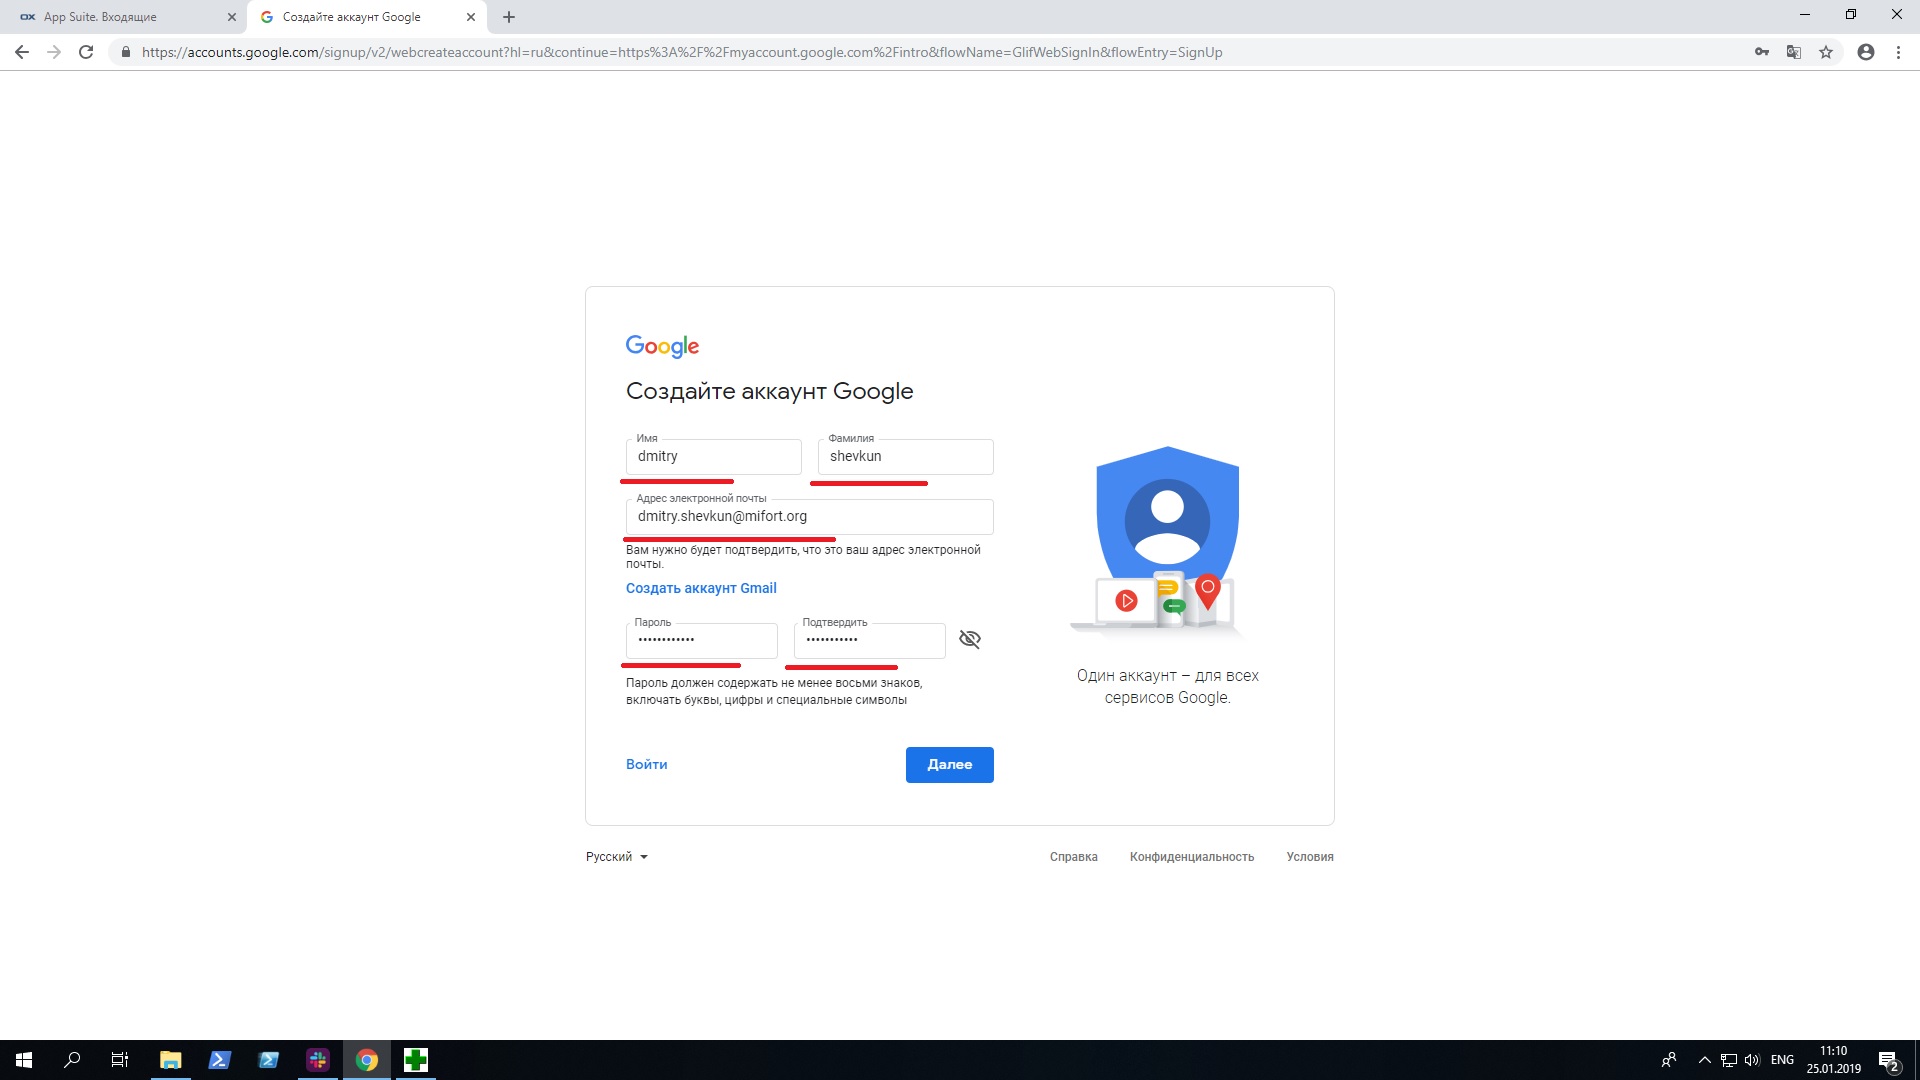 App Suite. Входящие
Создайте аккаунт Google
https://accounts.google.com/signup/v2/webcreateaccount?hl=ru&continue=https%3A%2F%2Fmyaccount.google.com%2Fintro&flowName=GlifWebSignIn&flowEntry=SignUp
Google
Создайте аккаунт Google
Имя
Фамилия
dmitry
shevkun
Адрес электронной почты
dmitry.shevkun@mifort.org
Вам нужно будет подтвердить, что это ваш адрес электронной
почты.
Создать аккаунт Gmail
Пароль
Подтвердить
••••••••••••
•••••••••••
Пароль должен содержать не менее восьми знаков,
включать буквы, цифры и специальные символы
Один аккаунт – для всех
сервисов Google.
Войти
Далее
Русский
Справка
Конфиденциальность
Условия
ENG
11:10
25.01.2019
2